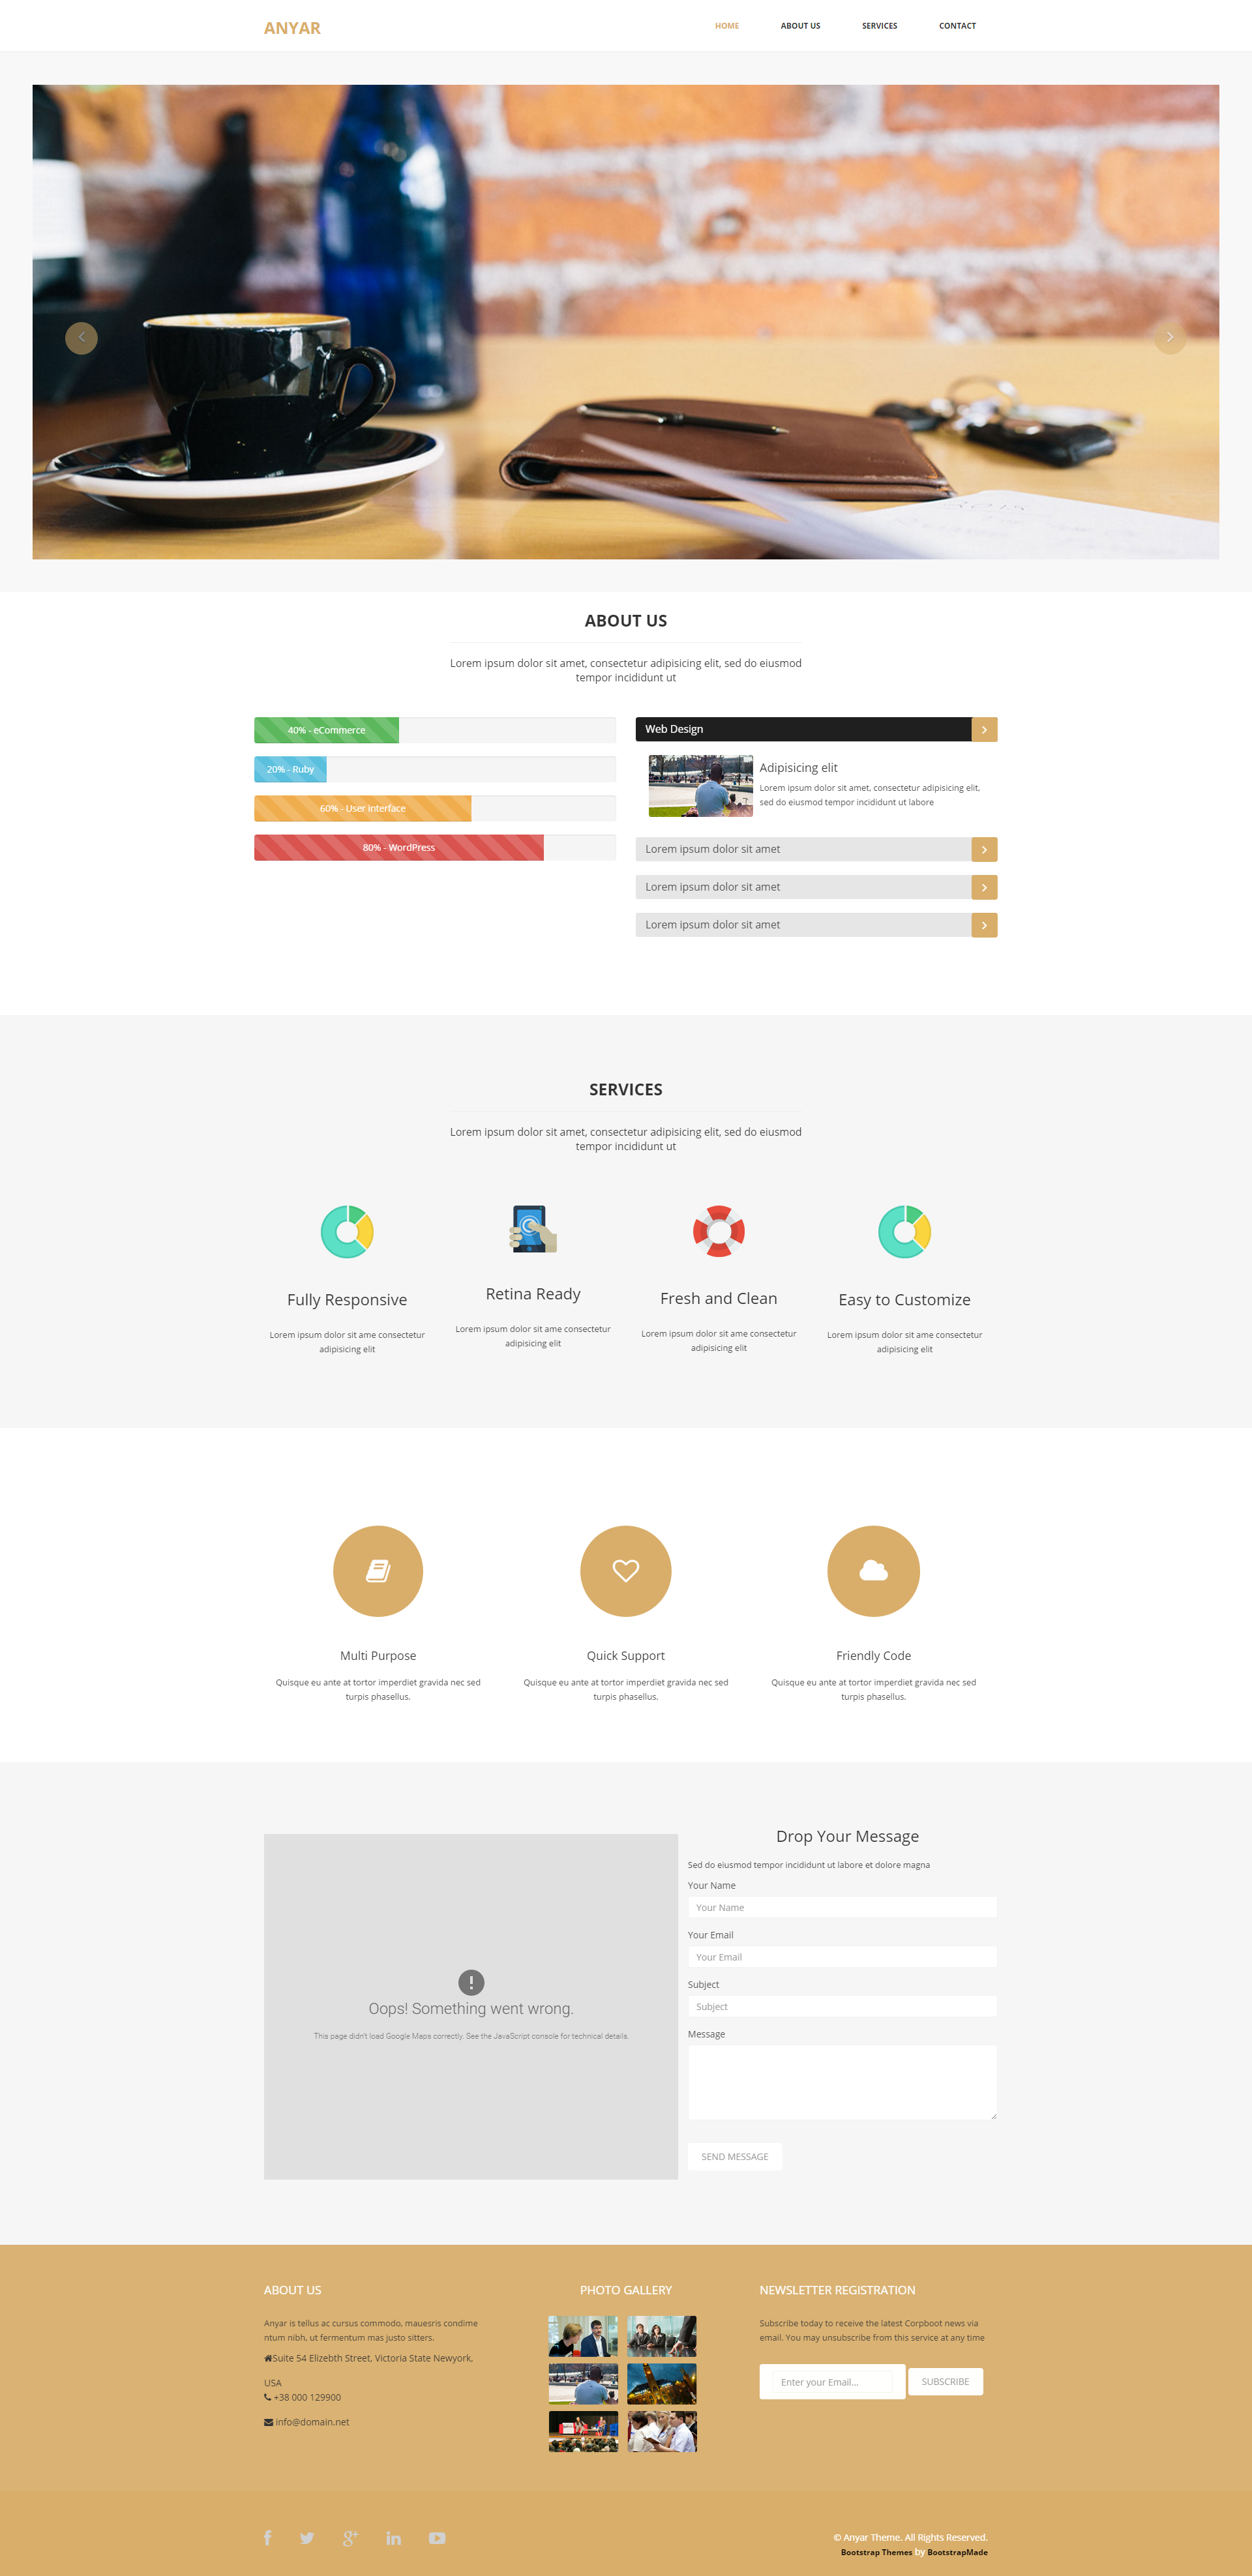 ANYAR
HOME
ABOUT US
SERVICES
CONTACT
ABOUT US
Lorem ipsum dolor sit amet, consectetur adipisicing elit, sed do eiusmod
tempor incididunt ut
40% - eCommerce
20% - Ruby
60% - User Interface
80% - WordPress
Web Design
Adipisicing elit
Lorem ipsum dolor sit amet, consectetur adipisicing elit,
sed do eiusmod tempor incididunt ut labore
Lorem ipsum dolor sit amet
Lorem ipsum dolor sit amet
Lorem ipsum dolor sit amet
SERVICES
Lorem ipsum dolor sit amet, consectetur adipisicing elit, sed do eiusmod
tempor incididunt ut
Fully Responsive
Lorem ipsum dolor sit ame consectetur
adipisicing elit
Retina Ready
Lorem ipsum dolor sit ame consectetur
adipisicing elit
Fresh and Clean
Lorem ipsum dolor sit ame consectetur
adipisicing elit
Easy to Customize
Lorem ipsum dolor sit ame consectetur
adipisicing elit
Multi Purpose
Quisque eu ante at tortor imperdiet gravida nec sed
turpis phasellus.
Quick Support
Quisque eu ante at tortor imperdiet gravida nec sed
turpis phasellus.
Friendly Code
Quisque eu ante at tortor imperdiet gravida nec sed
turpis phasellus.
Oops! Something went wrong.
This page didn't load Google Maps correctly. See the JavaScript console for technical details.
Drop Your Message
Sed do eiusmod tempor incididunt ut labore et dolore magna
Your Name
Your Name
Your Email
Your Email
Subject
Subject
Message
SEND MESSAGE
ABOUT US
Anyar is tellus ac cursus commodo, mauesris condime
ntum nibh, ut fermentum mas justo sitters.
Suite 54 Elizebth Street, Victoria State Newyork,
USA
+38 000 129900
info@domain.net
PHOTO GALLERY
NEWSLETTER REGISTRATION
Subscribe today to receive the latest Corpboot news via
email. You may unsubscribe from this service at any time
Enter your Email...
SUBSCRIBE
© Anyar Theme. All Rights Reserved.
Bootstrap Themes by BootstrapMade